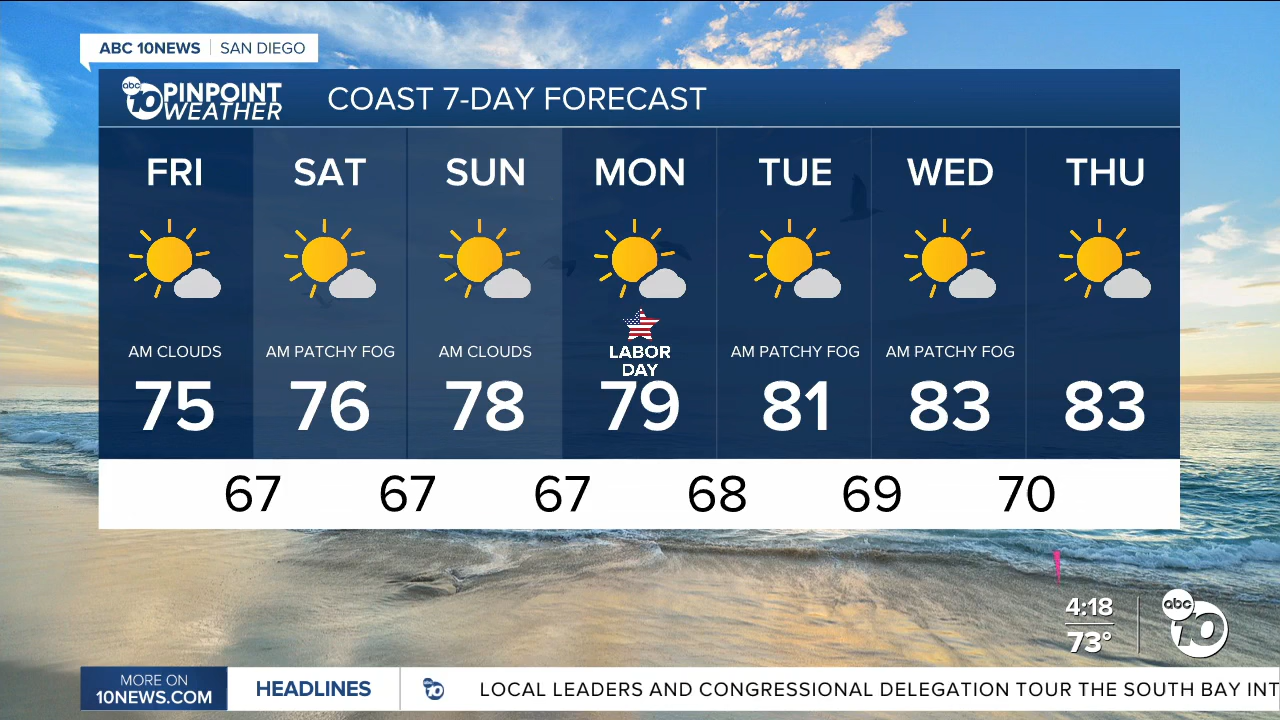 ABC 10NEWS | SAN DIEGO
abc 10 PINPOINT WEATHER
COAST 7-DAY FORECAST
FRI SAT SUN MON TUE WED THU
LABOR DAY
AM CLOUDS AM PATCHY FOG AM CLOUDS AM PATCHY FOG AM PATCHY FOG
75 76 78 79 81 83 83
67 67 67 68 69 70
4:18
73°
abc 10
MORE ON
10NEWS.COM
HEADLINES
abc 10
LOCAL LEADERS AND CONGRESSIONAL DELEGATION TOUR THE SOUTH BAY INT